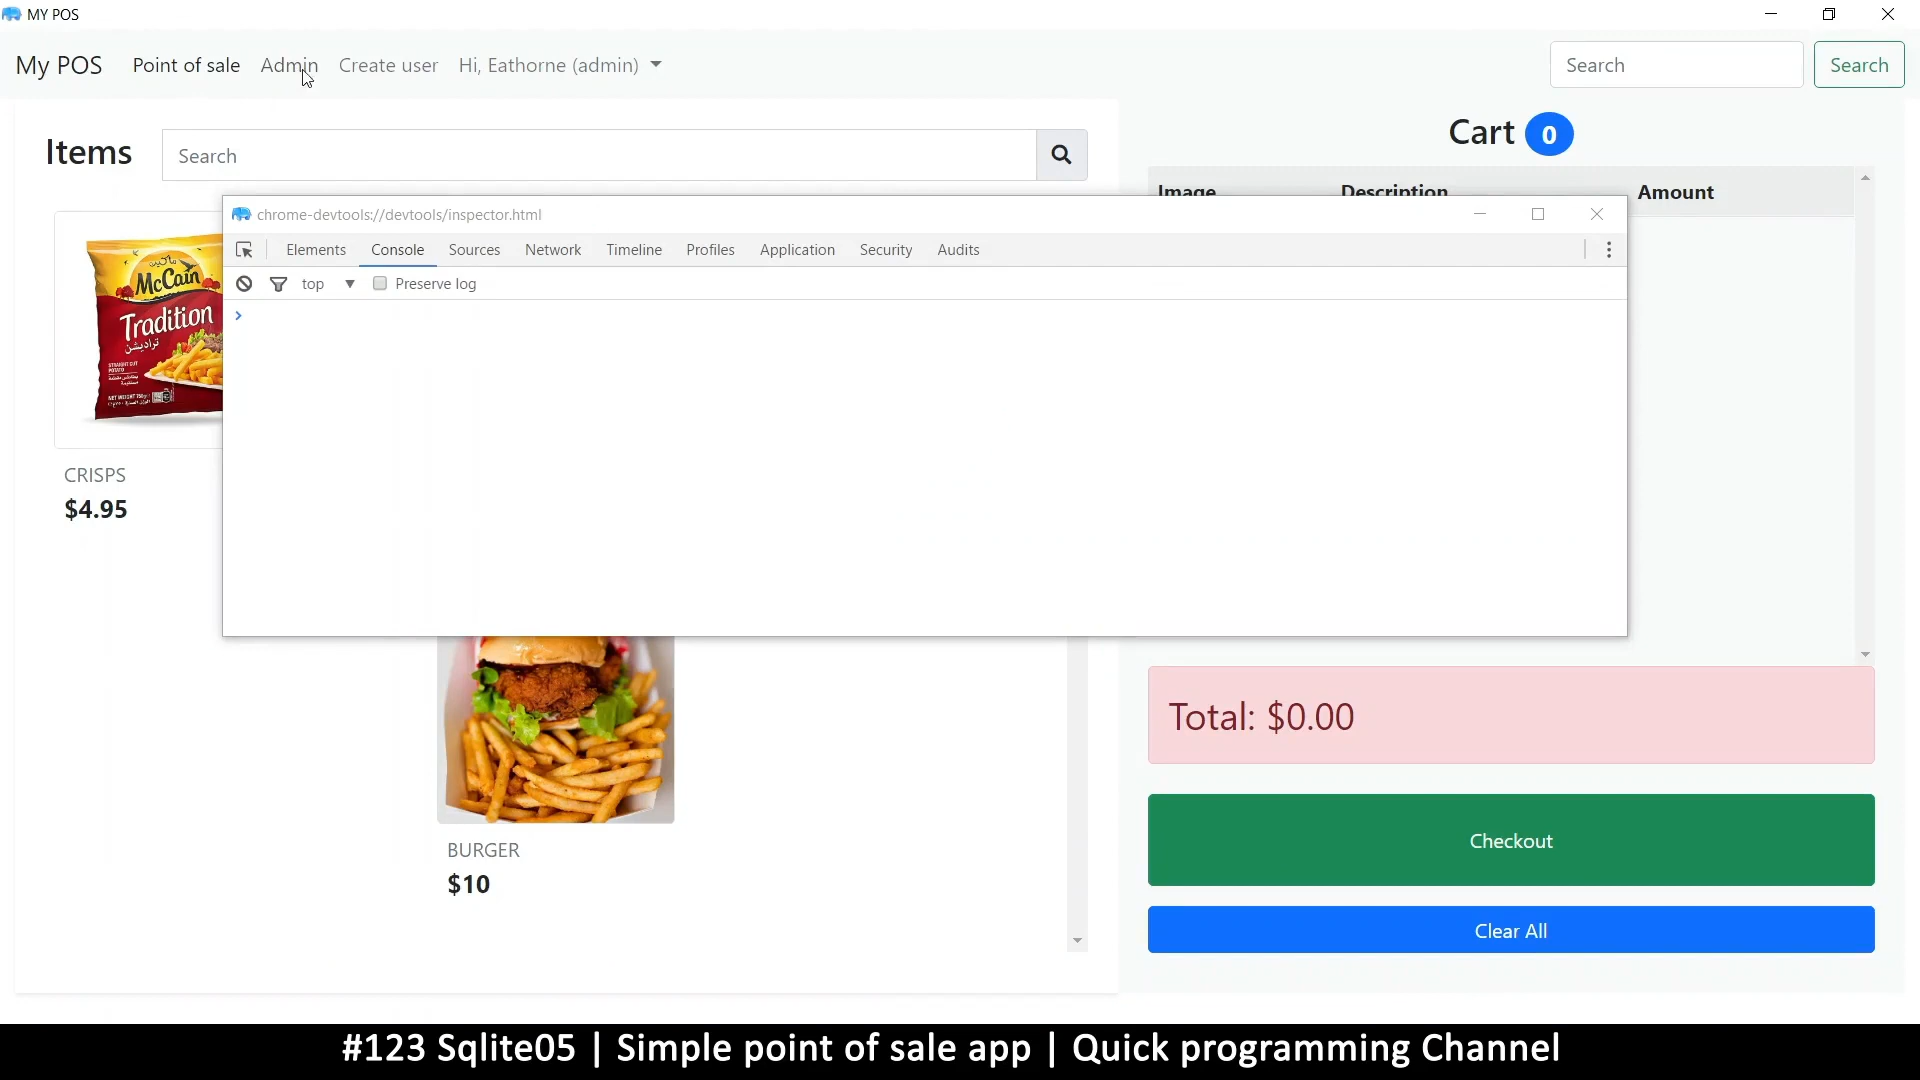 MY POS
My POS
Point of sale
Admin
Create user
Hi, Eathorne (admin)
Search
Search
Items
Search
Cart 0
Image
Description
Amount
chrome-devtools://devtools/inspector.html
Elements
Console
Sources
Network
Timeline
Profiles
Application
Security
Audits
top
Preserve log
McCain
Tradition
تراديشن
CRISPS
$4.95
BURGER
$10
Total: $0.00
Checkout
Clear All
#123 Sqlite05 | Simple point of sale app | Quick programming Channel